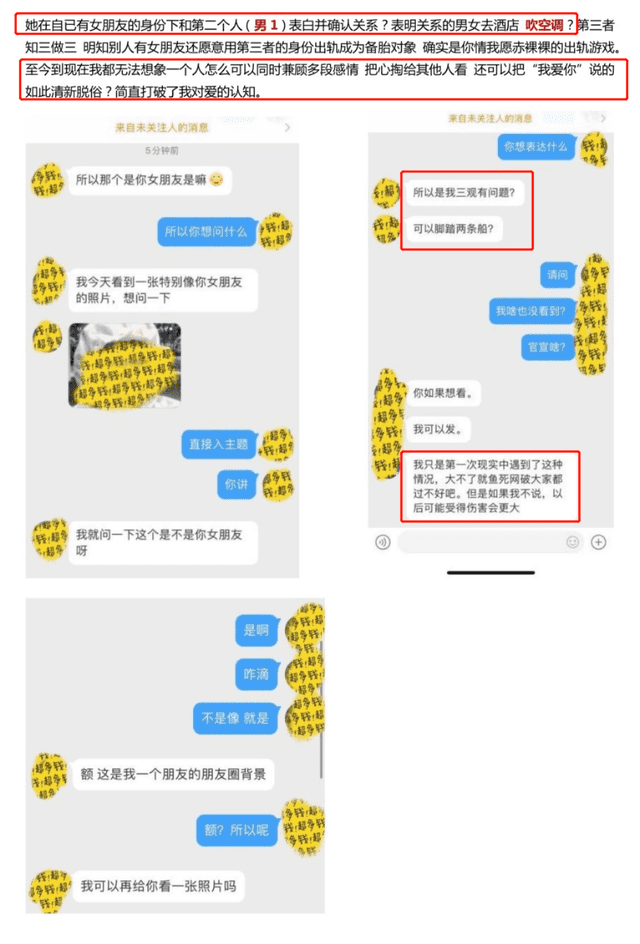 她在自已有女朋友的身份下和第二个人（男 1）表白并确认关系？表明关系的男女去酒店 吹空调？第三者
知三做三 明知别人有女朋友还愿意用第三者的身份出轨成为备胎对象 确实是你情我愿赤裸裸的出轨游戏。
至今到现在我都无法想象一个人怎么可以同时兼顾多段感情 把心掏给其他人看 还可以把“我爱你”说的
如此清新脱俗？简直打破了我对爱的认知。
来自未关注人的消息
5分钟前
所以那个是你女朋友是嘛
所以你想问什么
我今天看到一张特别像你女朋友
的照片，想问一下
直接入主题
你讲
我就问一下这个是不是你女朋友
呀
来自未关注人的消息
你想表达什么
所以是我三观有问题？
可以脚踏两条船？
请问
我啥也没看到？
官宣啥？
你如果想看。
我可以发。
我只是第一次现实中遇到了这种
情况，大不了就鱼死网破大家都
过不好吧。但是如果我不说，以
后可能受得伤害会更大
是啊
咋滴
不是像 就是
额 这是我一个朋友的朋友圈背景
额？所以呢
我可以再给你看一张照片吗